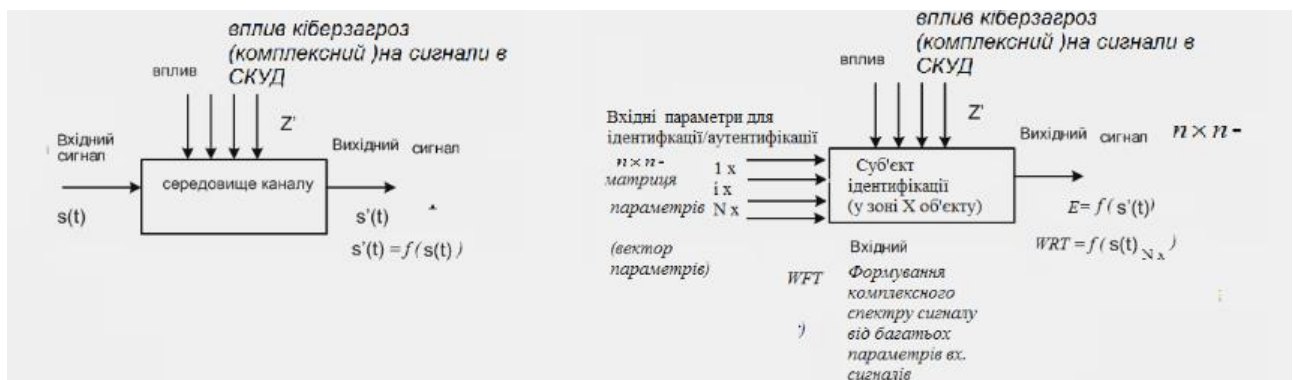 вплив кіберзагроз
(комплексний )на сигнали в
СКУД
вплив
Z'
Вхідний
сигнал
Вихідний сигнал
середовище каналу
s(t)
s'(t)
s'(t) = f( s(t) )
вплив кіберзагроз
(комплексний )на сигнали в
СКУД
вплив
Z'
Вхідні параметри для
ідентифкації/аутентифікації
n × n -
матриця
параметрів
(вектор
параметрів)
1 x
i x
N x
Суб'єкт
ідентифікації
(у зоні X об'єкту)
Вихідний сигнал n × n -
E= f( s'(t))
WRT = f( s(t) N x )
Вхідний
WFT
Формування
комплексного
спектру сигналу
від багатьох
параметрів вх.
сигналів